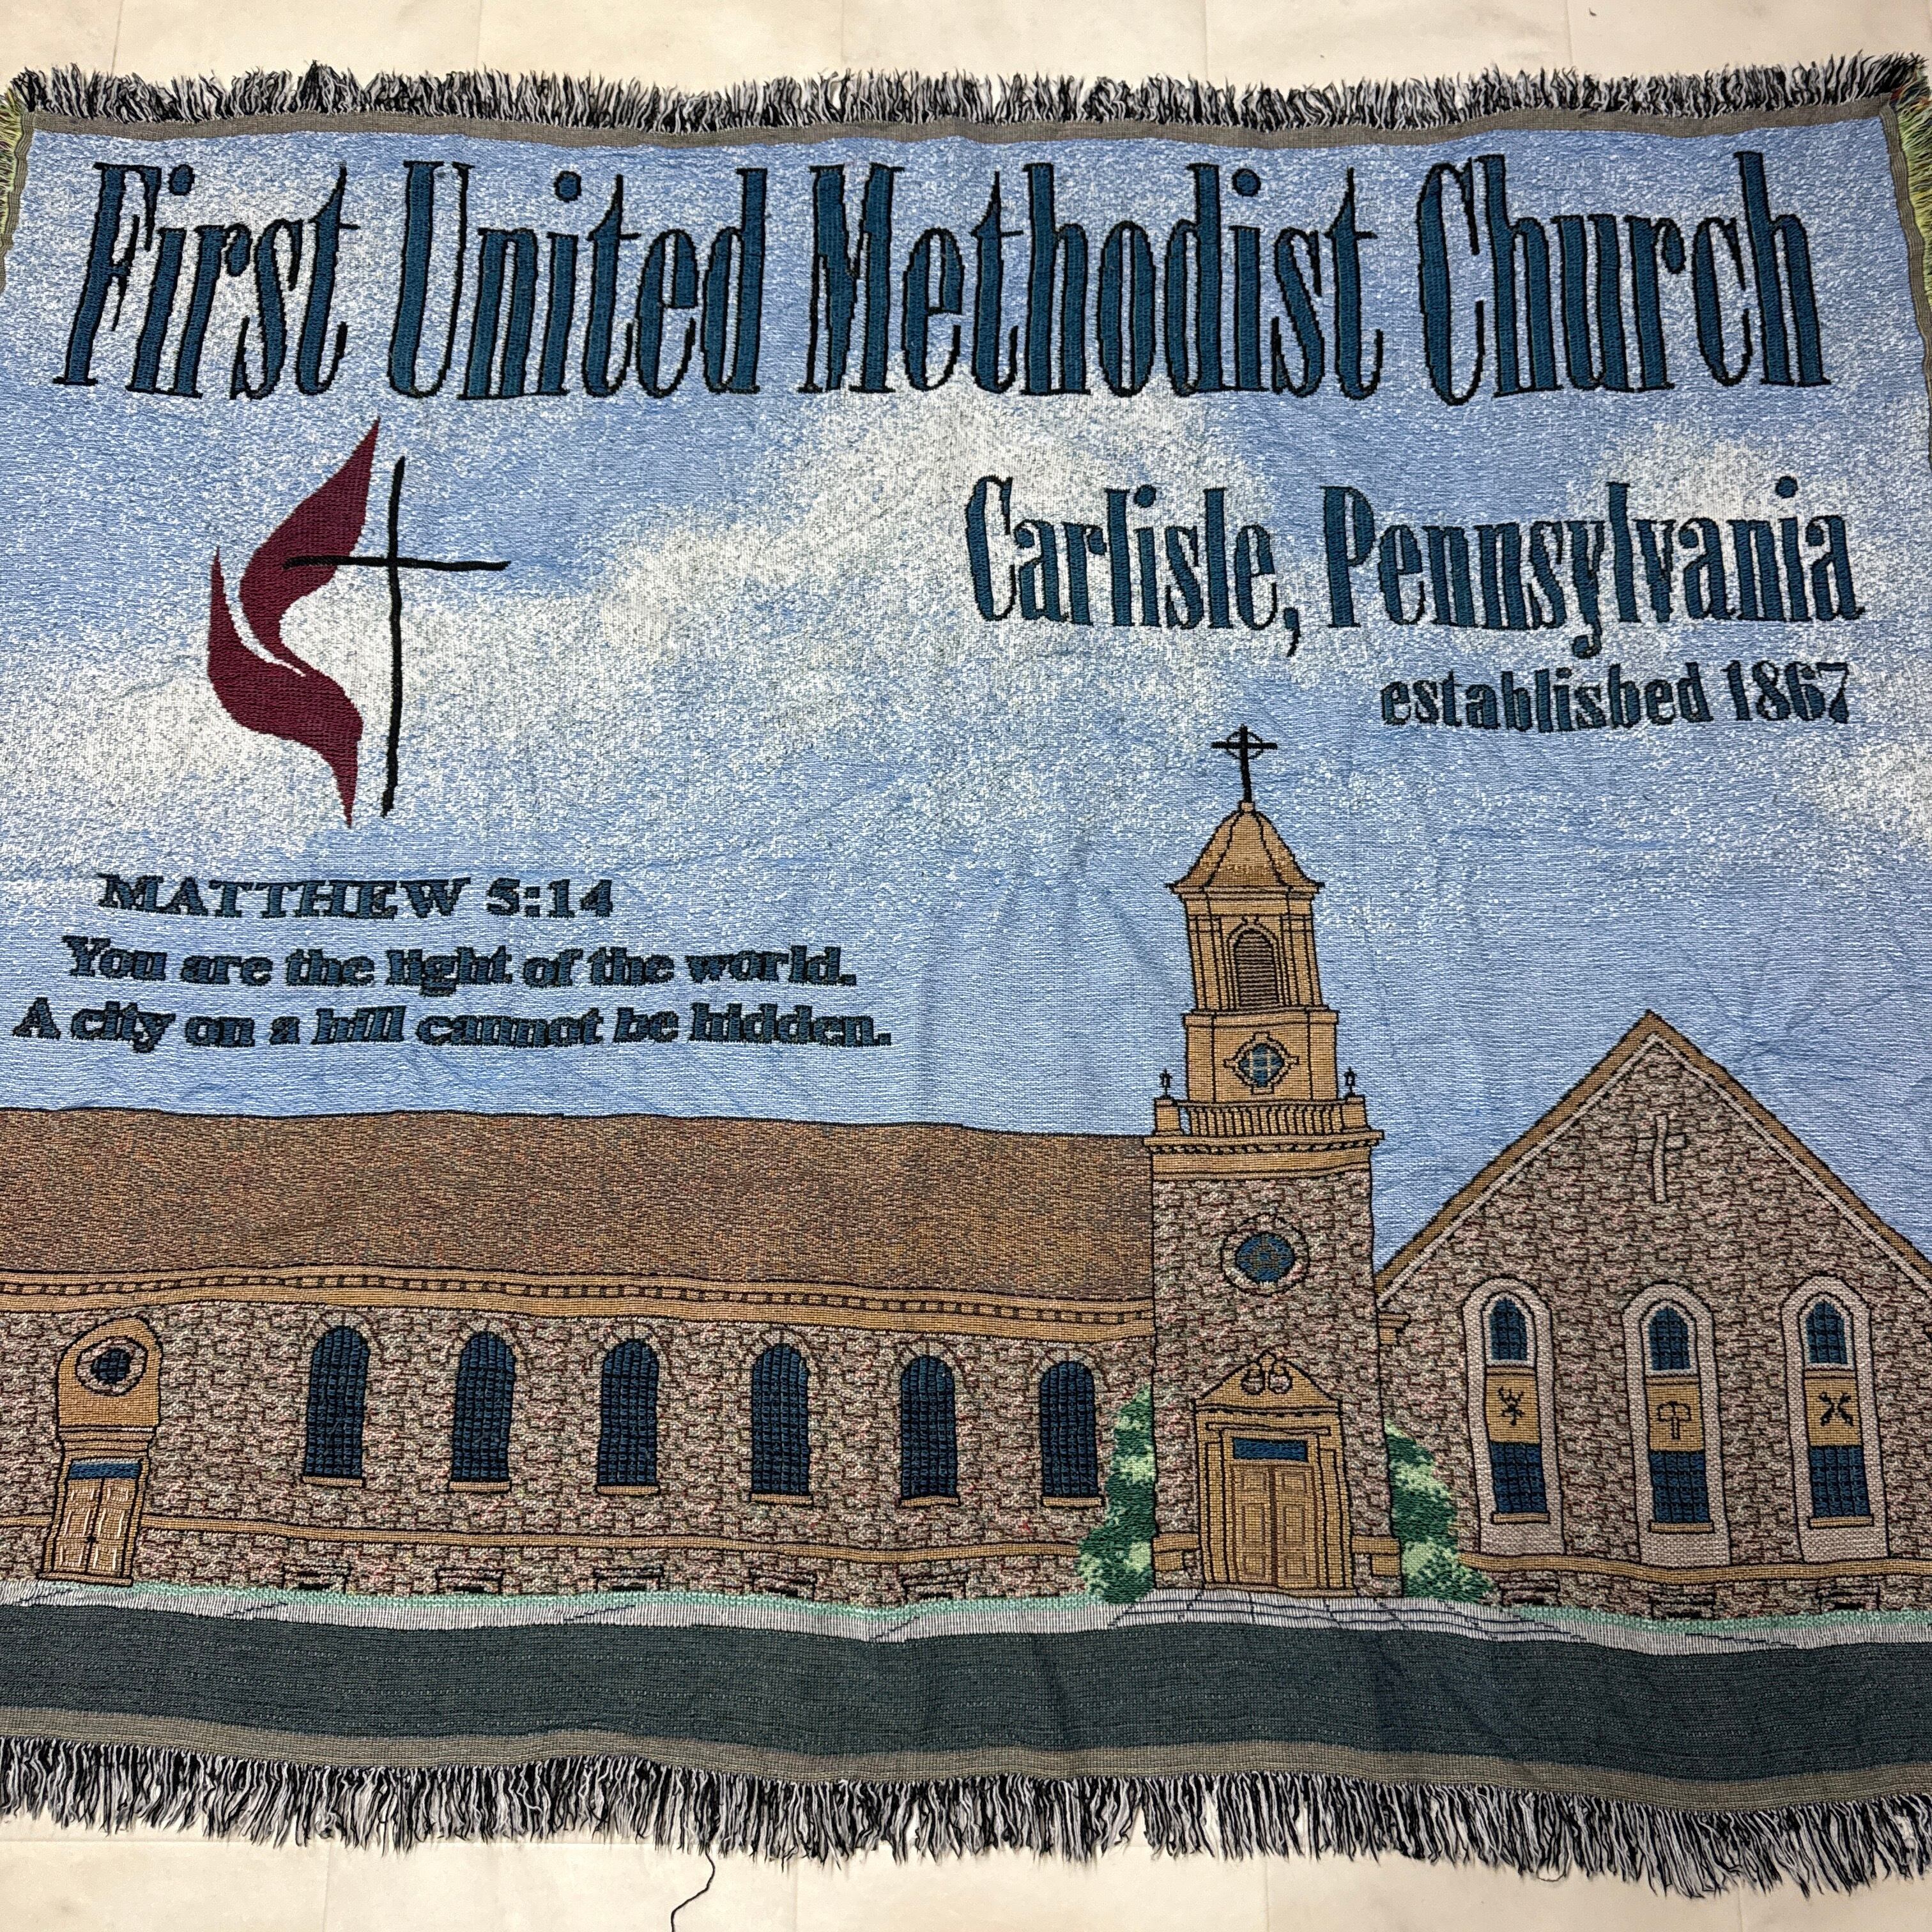 First United Methodist Church
Carlisle, Pennsylvania
established 1867
MATTHEW 5:14
You are the light of the world.
A city on a hill cannot be hidden.